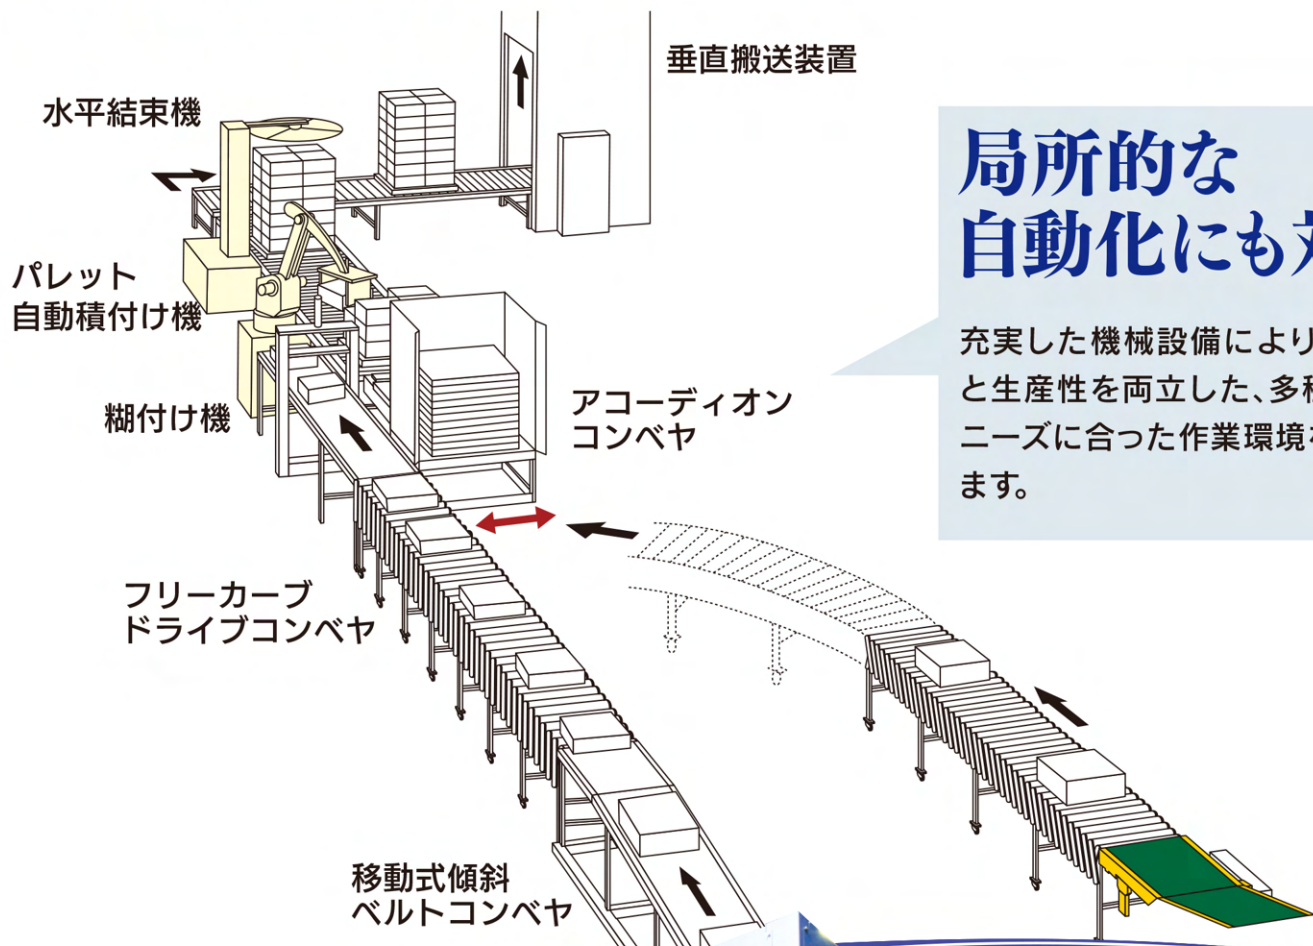 垂直搬送装置
水平結束機
局所的な
自動化にも
パレット
自動積付け機
充実した機械設備により
と生産性を両立した、多種
ニーズに合った作業環境を
ます。
アコーディオン
コンベヤ
糊付け機
フリーカーブ
ドライブコンベヤ
移動式傾斜
ベルトコンベヤ